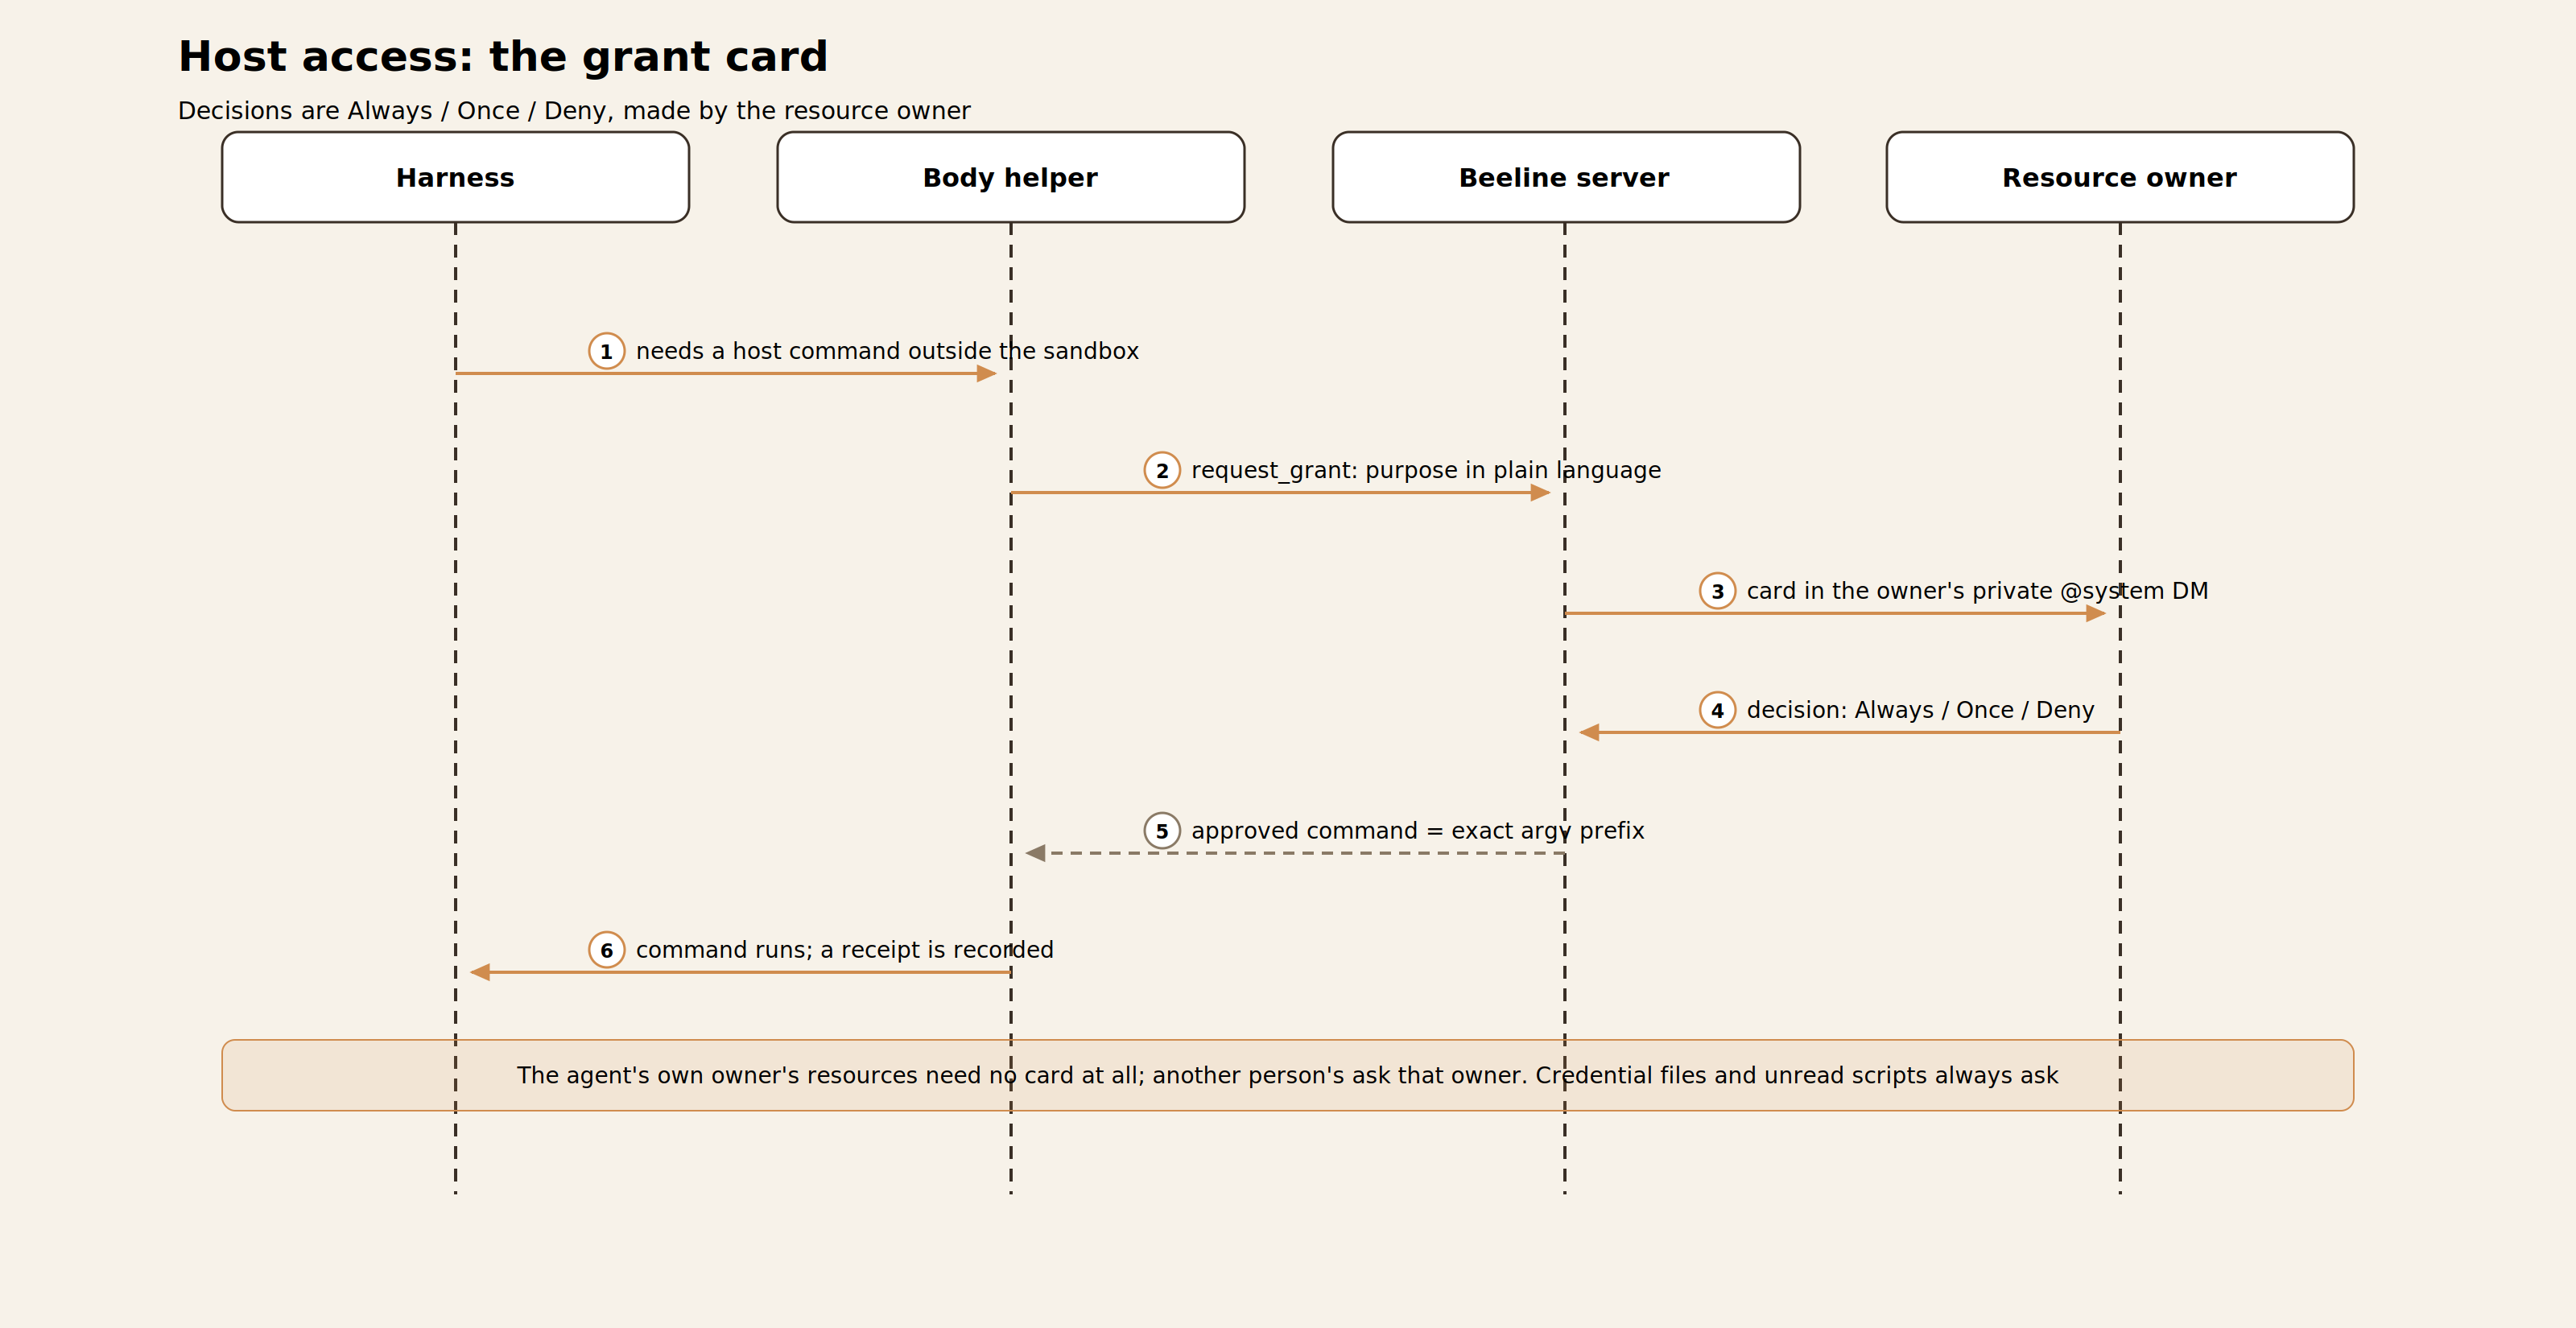 Host access: the grant card
Decisions are Always / Once / Deny, made by the resource owner
Harness
Body helper
Beeline server
Resource owner
1 needs a host command outside the sandbox
2 request_grant: purpose in plain language
3 card in the owner's private @system DM
4 decision: Always / Once / Deny
5 approved command = exact argv prefix
6 command runs; a receipt is recorded
The agent's own owner's resources need no card at all; another person's ask that owner. Credential files and unread scripts always ask